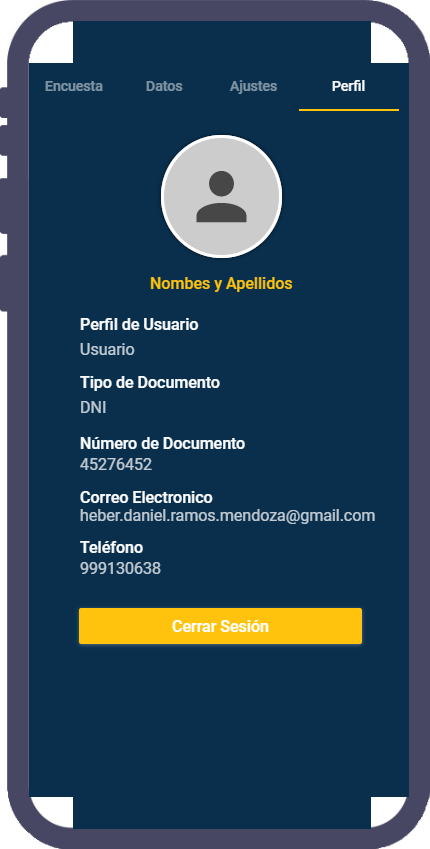 Encuesta Datos Ajustes Perfil
Nombes y Apellidos
Perfil de Usuario
Usuario
Tipo de Documento
DNI
Número de Documento
45276452
Correo Electronico
heber.daniel.ramos.mendoza@gmail.com
Teléfono
999130638
Cerrar Sesión